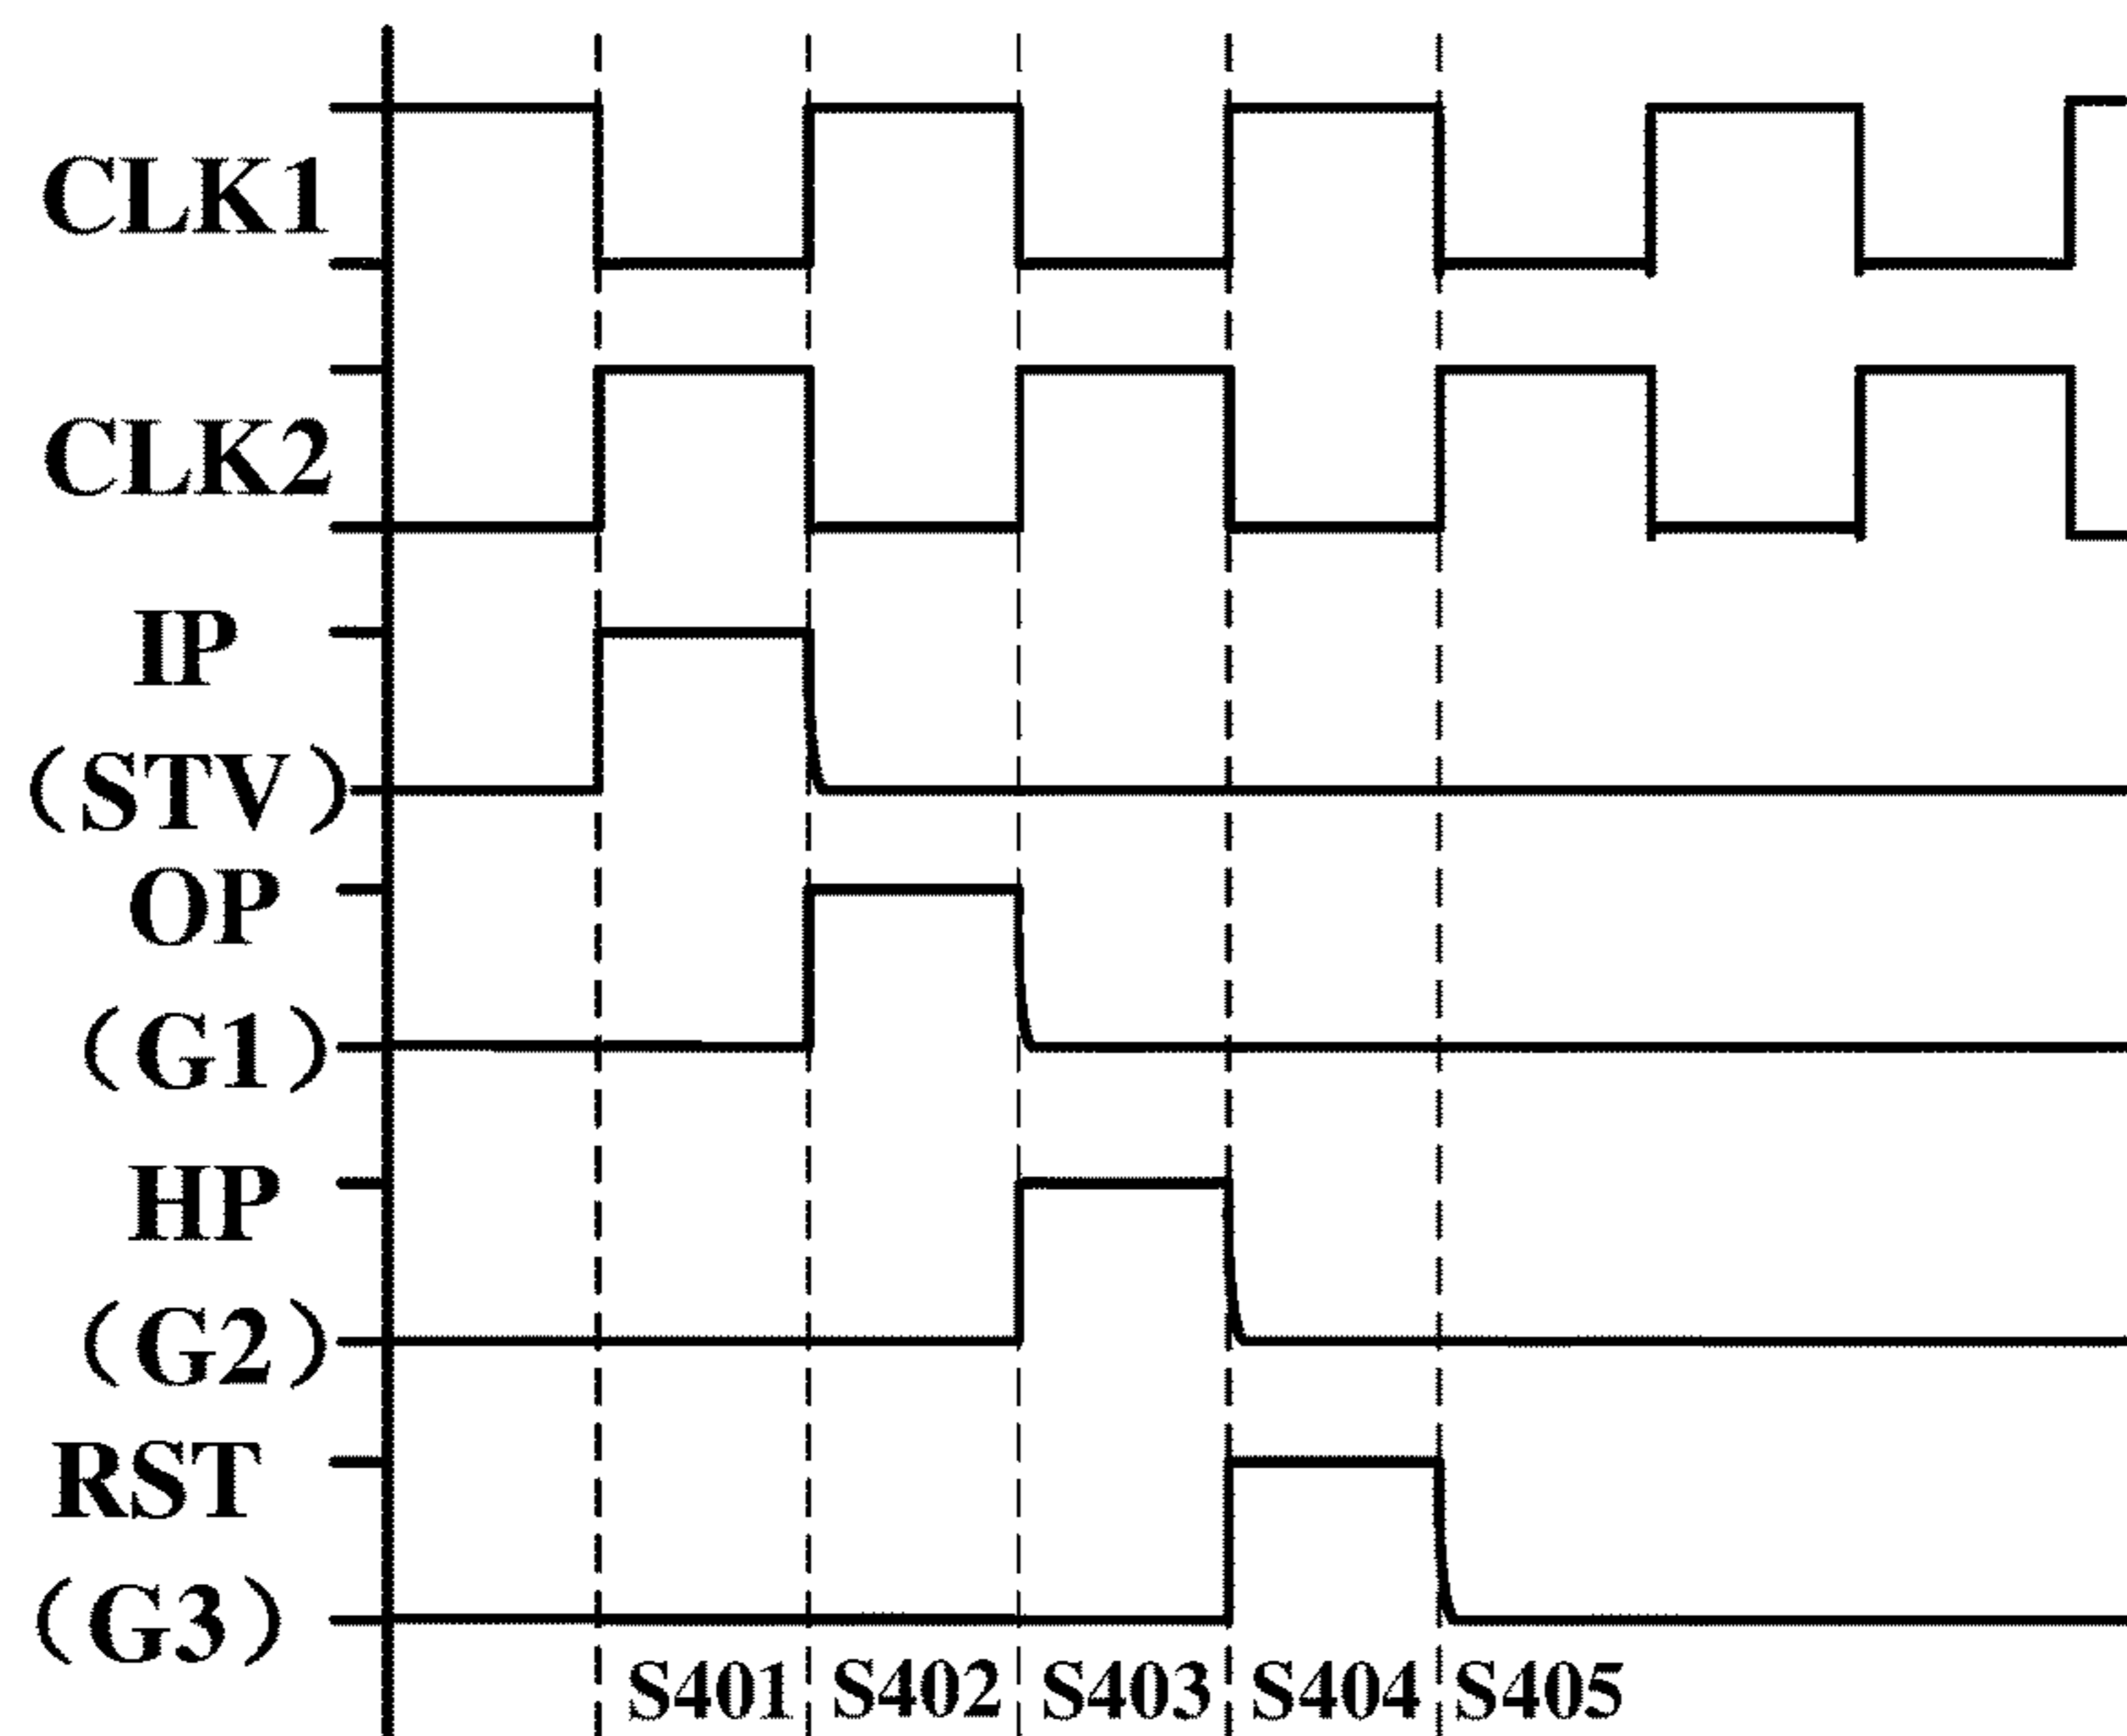 CLK1
CLK2
IP
（STV）
OP
（G1）
HP
（G2）
RST
（G3）
S401 S402 S403 S404 S405